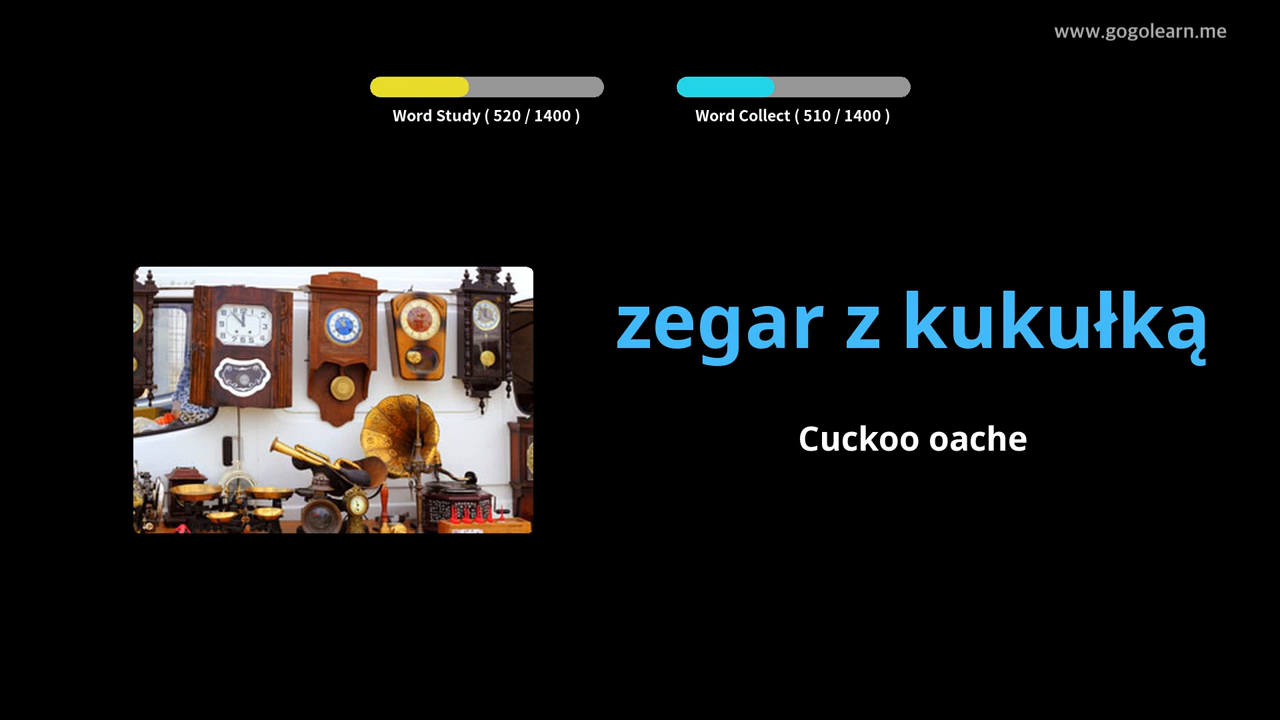 www.gogolearn.me
Word Study ( 520 / 1400 )
Word Collect ( 510 / 1400 )
zegar z kukułką
Cuckoo oache